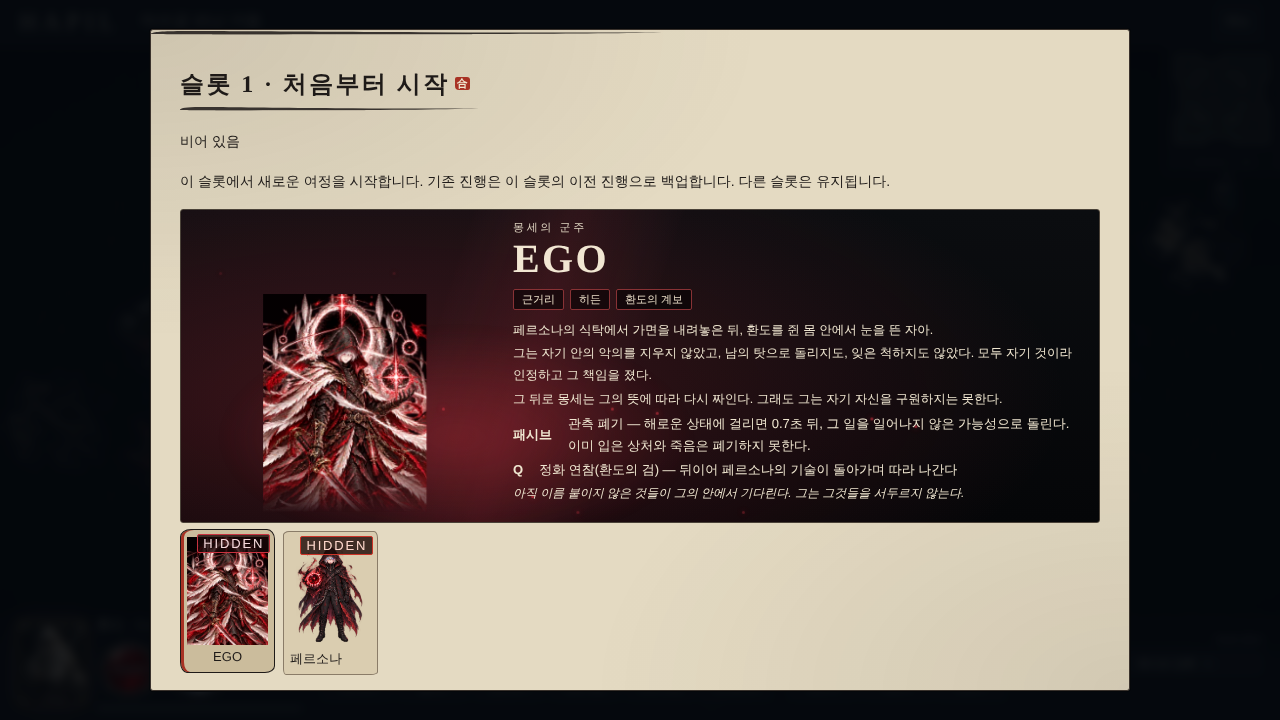 슬롯 1 · 처음부터 시작 合
비어 있음
이 슬롯에서 새로운 여정을 시작합니다. 기존 진행은 이 슬롯의 이전 진행으로 백업합니다. 다른 슬롯은 유지됩니다.
몽세의 군주
EGO
근거리 히든 환도의 계보
페르소나의 식탁에서 가면을 내려놓은 뒤, 환도를 쥔 몸 안에서 눈을 뜬 자아.
그는 자기 안의 악의를 지우지 않았고, 남의 탓으로 돌리지도, 잊은 척하지도 않았다. 모두 자기 것이라
인정하고 그 책임을 졌다.
그 뒤로 몽세는 그의 뜻에 따라 다시 짜인다. 그래도 그는 자기 자신을 구원하지는 못한다.
패시브 관측 폐기 — 해로운 상태에 걸리면 0.7초 뒤, 그 일을 일어나지 않은 가능성으로 돌린다.
이미 입은 상처와 죽음은 폐기하지 못한다.
Q 정화 연참(환도의 검) — 뒤이어 페르소나의 기술이 돌아가며 따라 나간다
아직 이름 붙이지 않은 것들이 그의 안에서 기다린다. 그는 그것들을 서두르지 않는다.
HIDDEN HIDDEN
EGO 페르소나